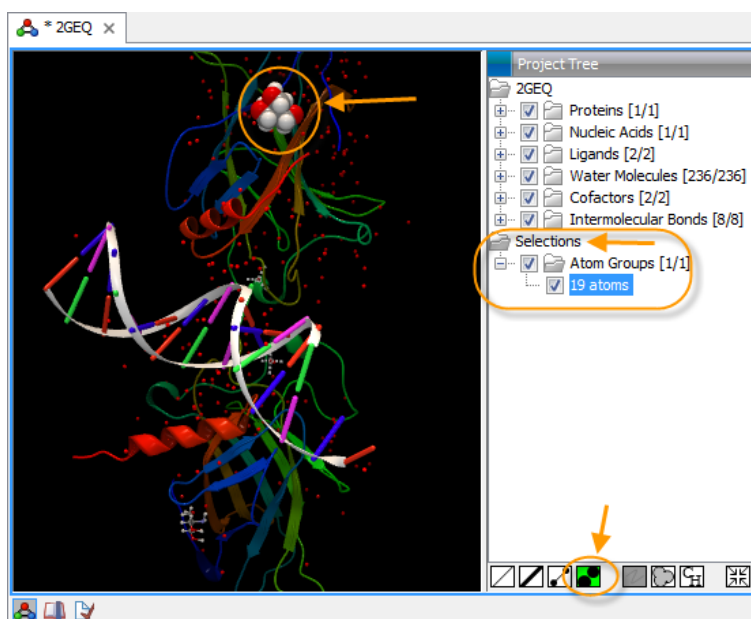 * 2GEQ
Project Tree
2GEQ
Proteins [1/1]
Nucleic Acids [1/1]
Ligands [2/2]
Water Molecules [236/236]
Cofactors [2/2]
Intermolecular Bonds [8/8]
Selections
Atom Groups [1/1]
19 atoms
CH